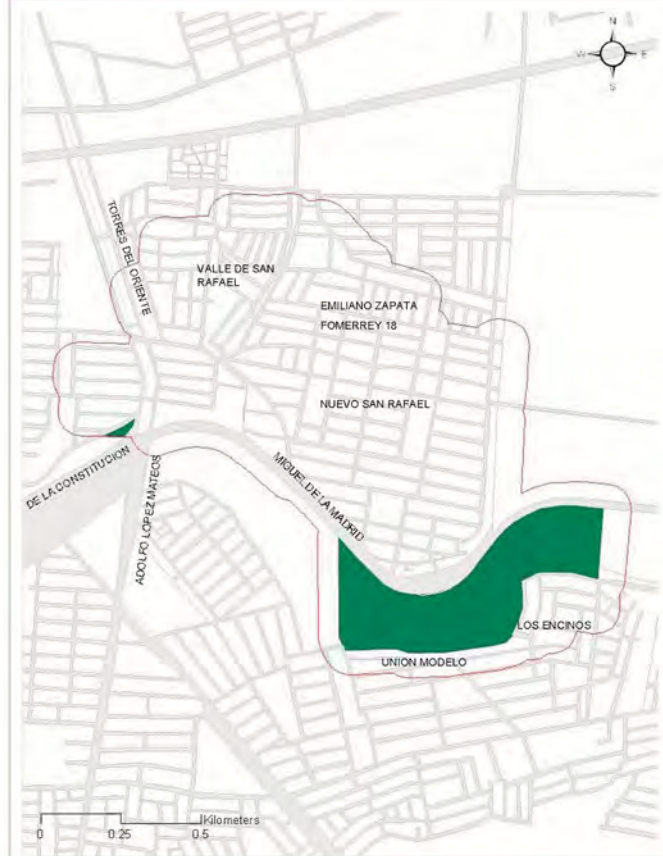 N
W E
S
TORRES DEL ORIENTE
VALLE DE SAN
RAFAEL
EMILIANO ZAPATA
FOMERREY 18
NUEVO SAN RAFAEL
DE LA CONSTITUCION
ADOLFO LOPEZ MATEOS
MIGUEL DE LA MADRID
LOS ENCINOS
UNION MODELO
Kilometers
0 0.25 0.5